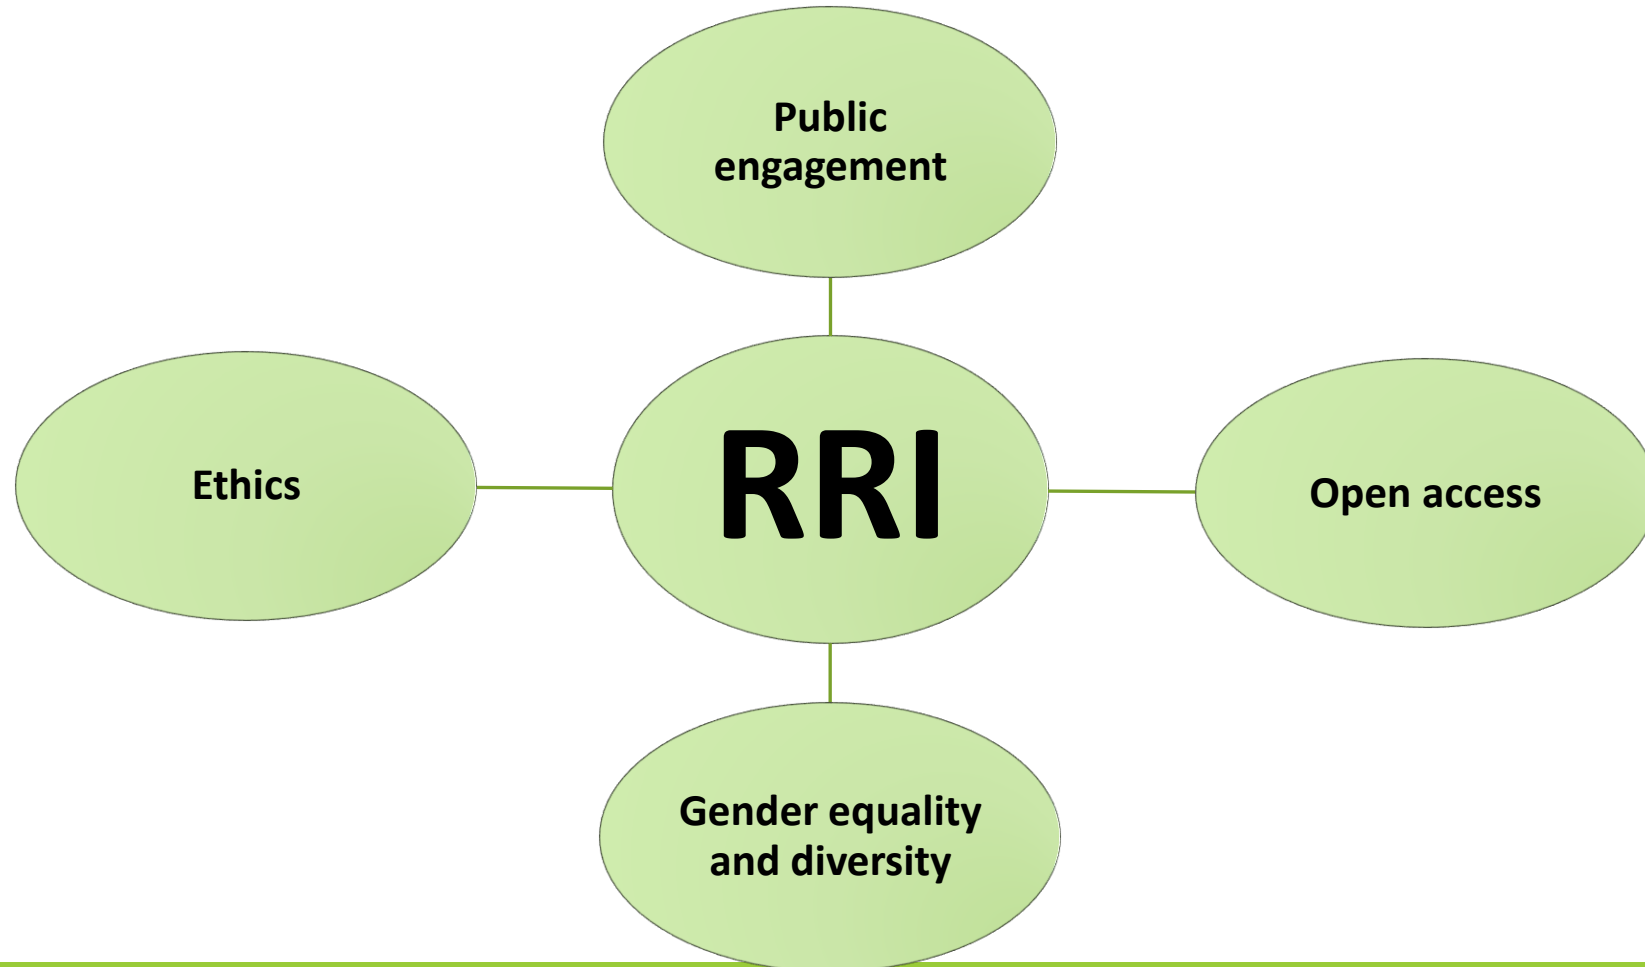 Public
engagement
Ethics
RRI
Open access
Gender equality
and diversity